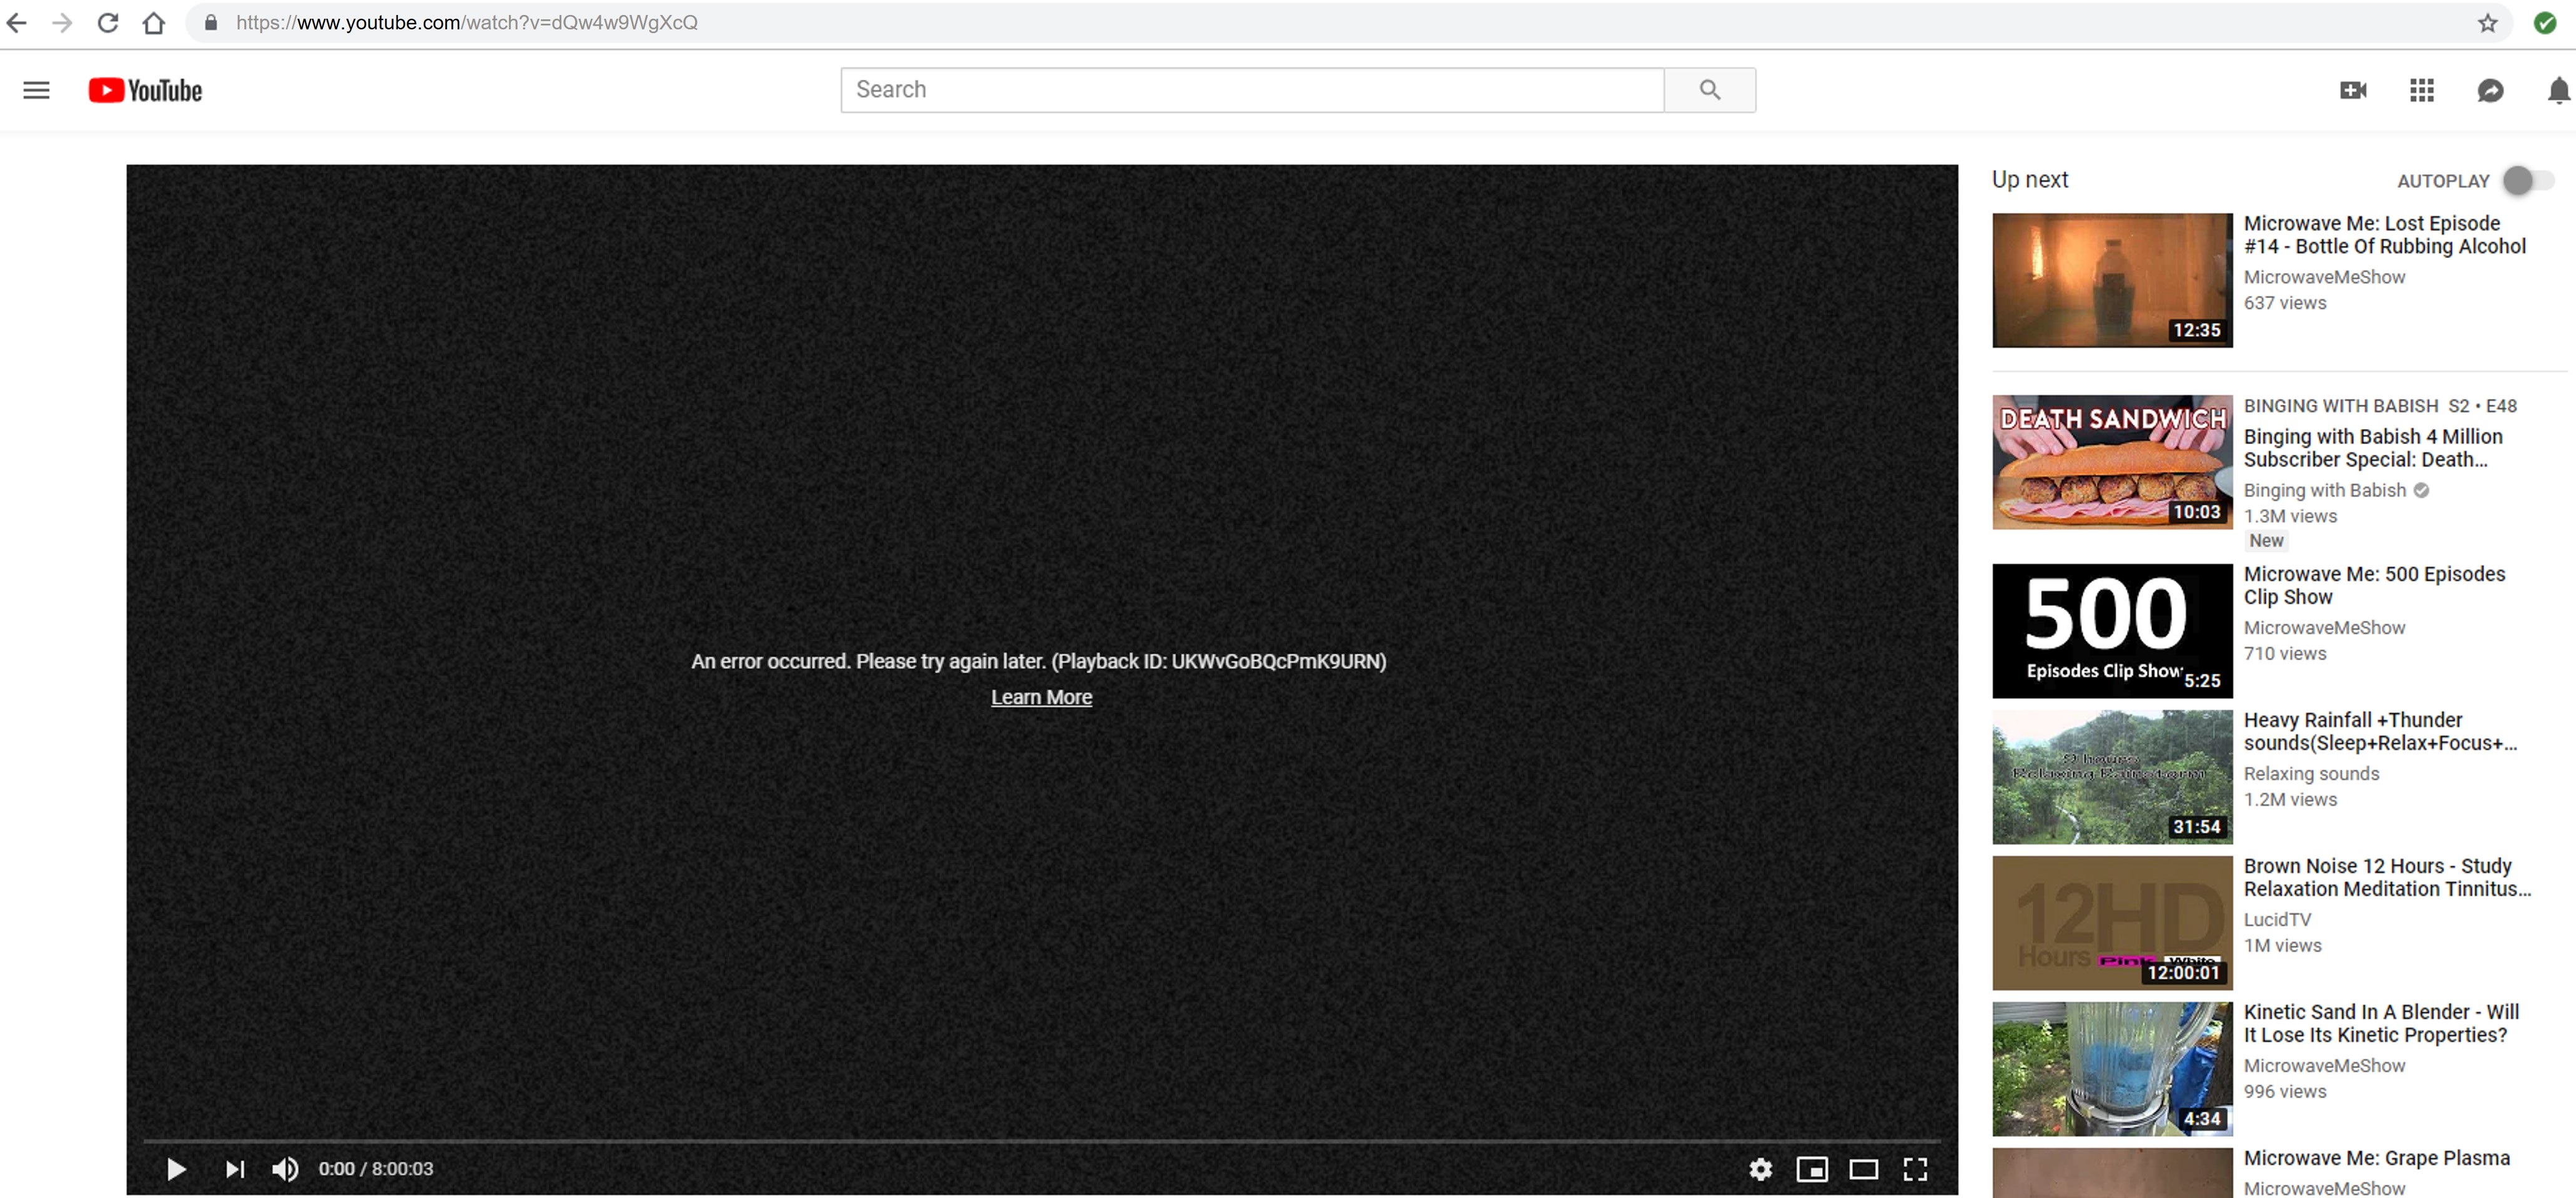 https://www.youtube.com/watch?v=dQw4w9WgXcQ
YouTube
Search
An error occurred. Please try again later. (Playback ID: UKWvGoBQcPmK9URN)
Learn More
0:00 / 8:00:03
Up next
AUTOPLAY
12:35
Microwave Me: Lost Episode
#14 - Bottle Of Rubbing Alcohol
MicrowaveMeShow
637 views
DEATH SANDWICH
10:03
BINGING WITH BABISH S2 • E48
Binging with Babish 4 Million
Subscriber Special: Death...
Binging with Babish
1.3M views
New
500
Episodes Clip Show
5:25
Microwave Me: 500 Episodes
Clip Show
MicrowaveMeShow
710 views
9 hours
Relaxing Rainstorm
31:54
Heavy Rainfall +Thunder
sounds(Sleep+Relax+Focus+...
Relaxing sounds
1.2M views
12HD
Hours Pink White
12:00:01
Brown Noise 12 Hours - Study
Relaxation Meditation Tinnitus...
LucidTV
1M views
4:34
Kinetic Sand In A Blender - Will
It Lose Its Kinetic Properties?
MicrowaveMeShow
996 views
Microwave Me: Grape Plasma
MicrowaveMeShow